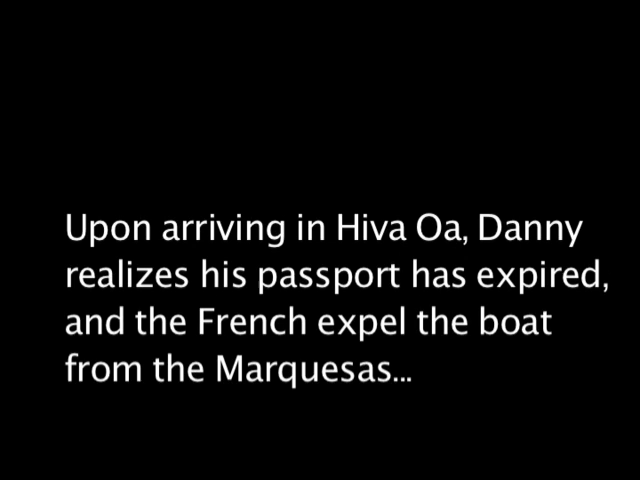 Upon arriving in Hiva Oa, Danny
realizes his passport has expired,
and the French expel the boat
from the Marquesas...